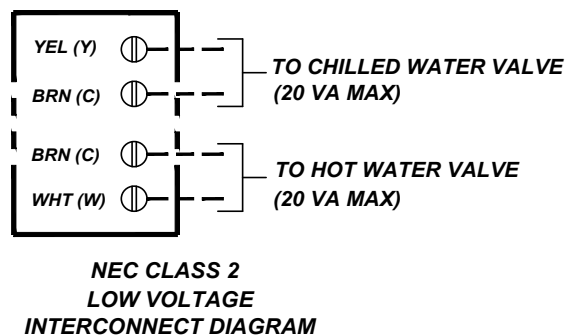 YEL (Y)
BRN (C)
TO CHILLED WATER VALVE
(20 VA MAX)
BRN (C)
WHT (W)
TO HOT WATER VALVE
(20 VA MAX)
NEC CLASS 2
LOW VOLTAGE
INTERCONNECT DIAGRAM